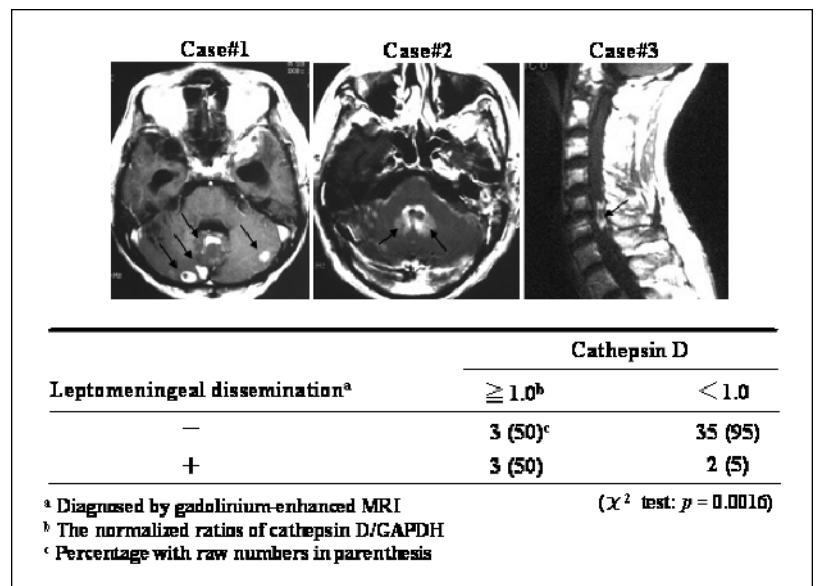 Case#1 Case#2 Case#3
Cathepsin D
Leptomeningeal dissemination ᵃ ≧ 1.0ᵇ < 1.0
− 3 (50)ᶜ 35 (95)
+ 3 (50) 2 (5)
ᵃ Diagnosed by gadolinium-enhanced MRI (χ² test: p = 0.0016)
ᵇ The normalized ratios of cathepsin D/GAPDH
ᶜ Percentage with raw numbers in parenthesis